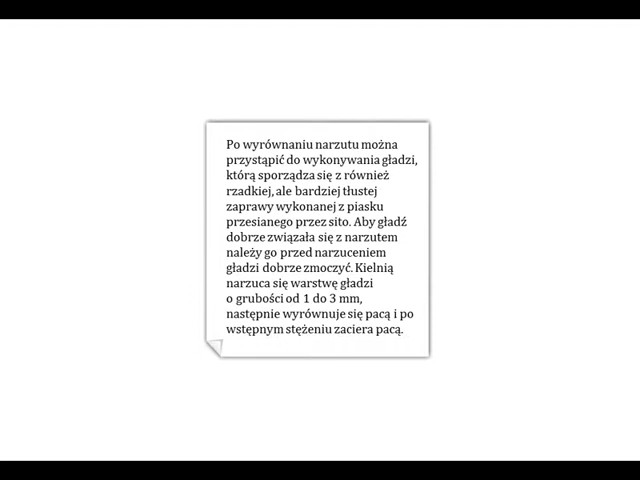 Po wyrównaniu narzutu można
przystąpić do wykonywania gładzi,
którą sporządza się z również
rzadkiej, ale bardziej tłustej
zaprawy wykonanej z piasku
przesianego przez sito. Aby gładź
dobrze związała się z narzutem
należy go przed narzuceniem
gładzi dobrze zmoczyć. Kielnią
narzuca się warstwę gładzi
o grubości od 1 do 3 mm,
następnie wyrównuje się pacą i po
wstępnym stężeniu zaciera pacą.